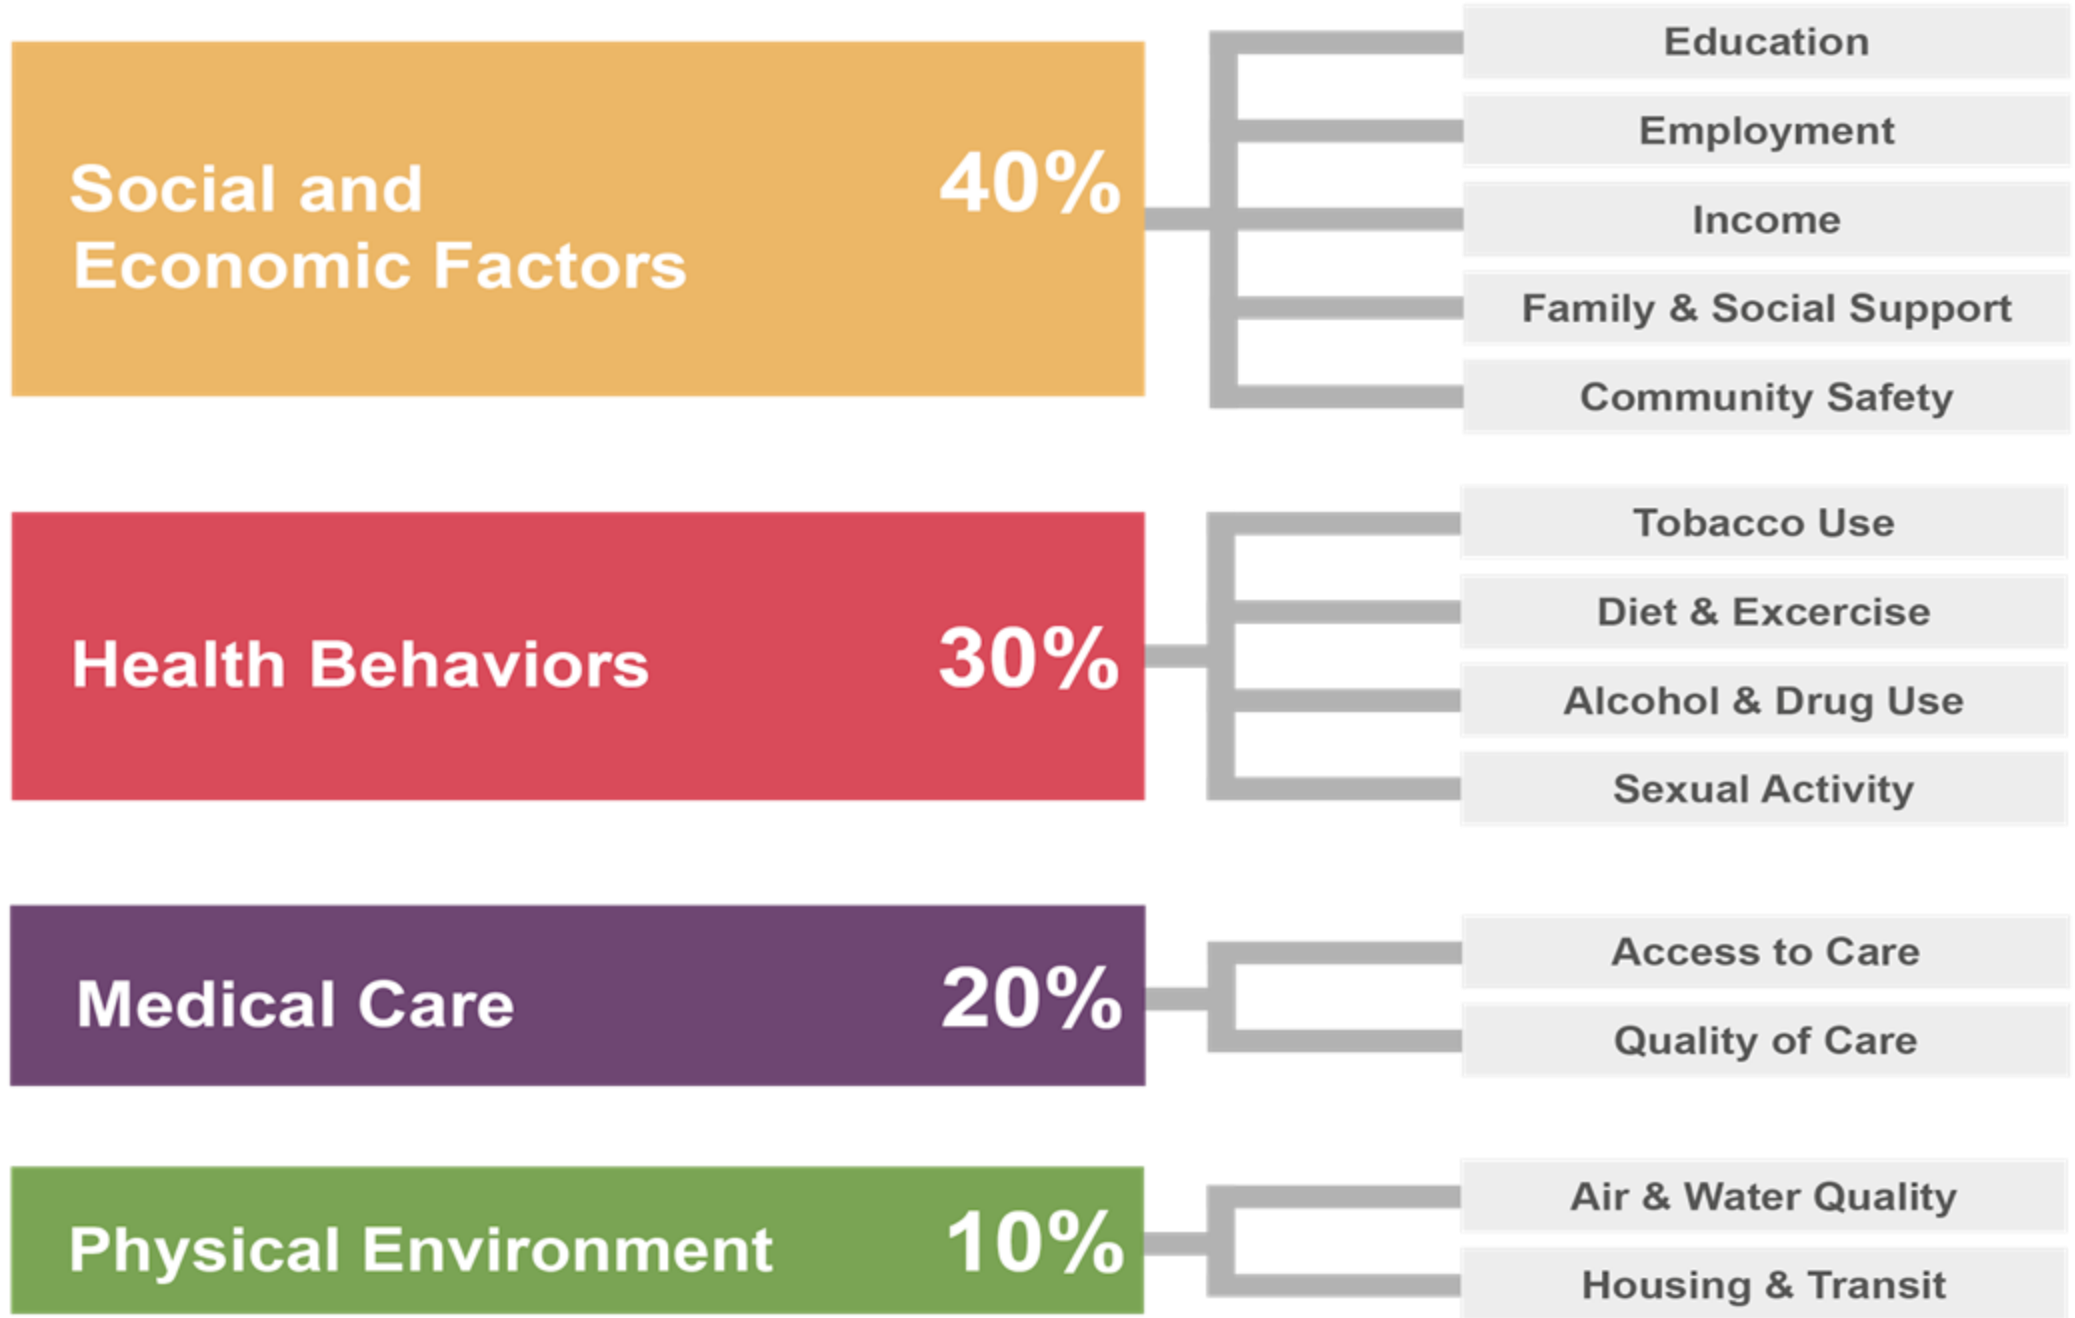 Social and
Economic Factors
40%
Education
Employment
Income
Family & Social Support
Community Safety
Health Behaviors
30%
Tobacco Use
Diet & Excercise
Alcohol & Drug Use
Sexual Activity
Medical Care
20%
Access to Care
Quality of Care
Physical Environment
10%
Air & Water Quality
Housing & Transit